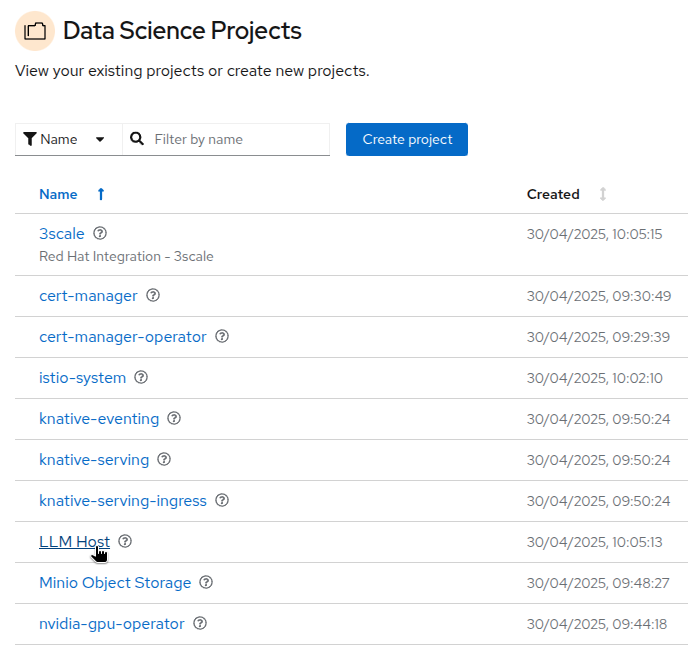 Data Science Projects
View your existing projects or create new projects.
Name Filter by name Create project
Name Created
3scale 30/04/2025, 10:05:15
Red Hat Integration - 3scale
cert-manager 30/04/2025, 09:30:49
cert-manager-operator 30/04/2025, 09:29:39
istio-system 30/04/2025, 10:02:10
knative-eventing 30/04/2025, 09:50:24
knative-serving 30/04/2025, 09:50:24
knative-serving-ingress 30/04/2025, 09:50:24
LLM Host 30/04/2025, 10:05:13
Minio Object Storage 30/04/2025, 09:48:27
nvidia-gpu-operator 30/04/2025, 09:44:18